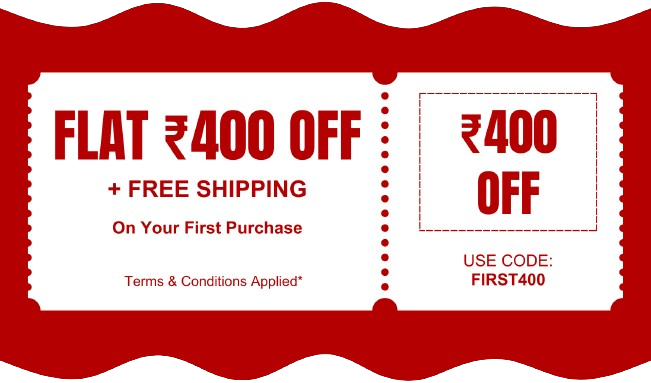 FLAT ₹400 OFF
+ FREE SHIPPING
On Your First Purchase
Terms & Conditions Applied*
₹400
OFF
USE CODE:
FIRST400